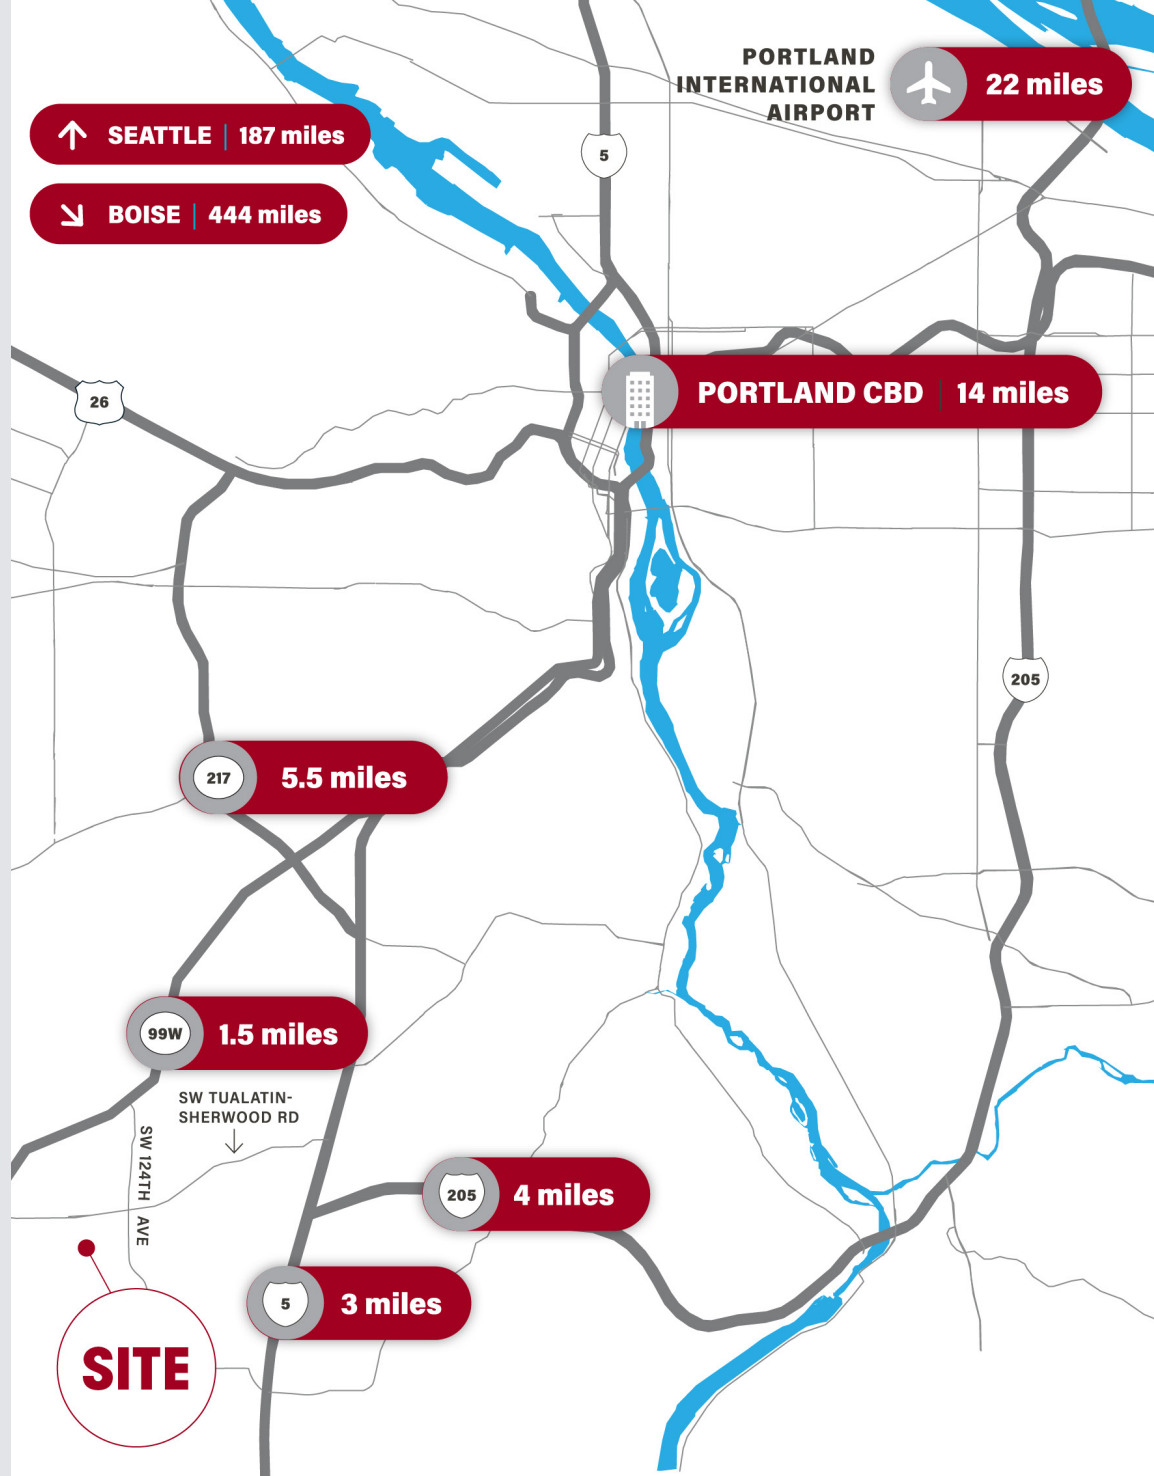 PORTLAND
INTERNATIONAL
AIRPORT
22 miles
SEATTLE | 187 miles
5
BOISE | 444 miles
26
PORTLAND CBD | 14 miles
205
217
5.5 miles
99W
1.5 miles
SW TUALATIN-
SHERWOOD RD
SW 124TH AVE
205
4 miles
5
3 miles
SITE